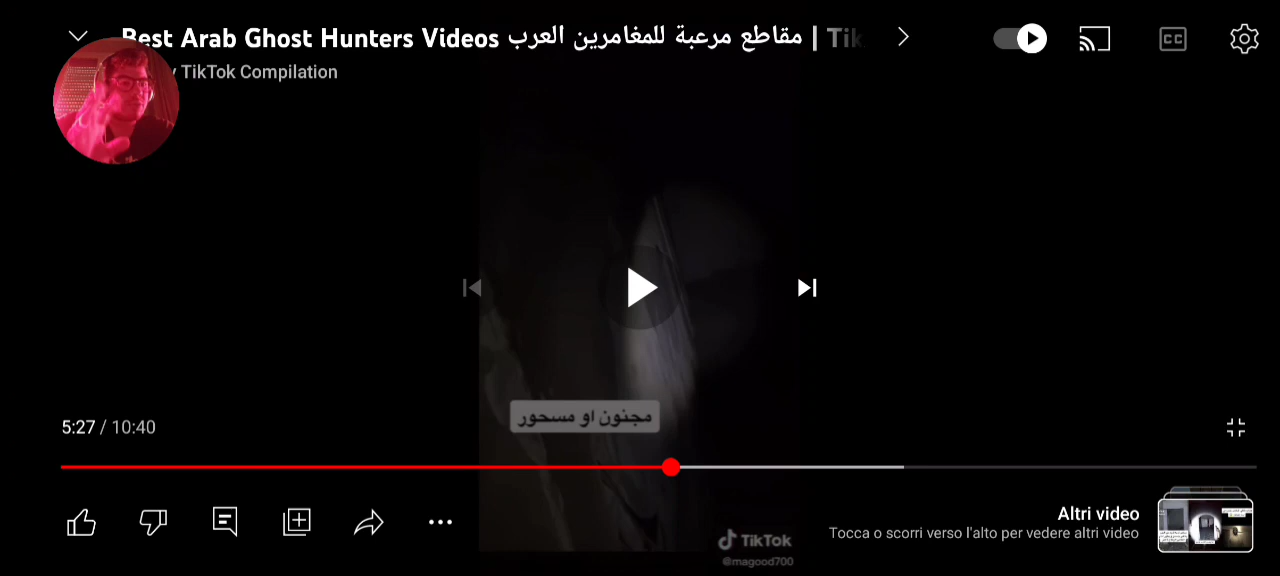 Best Arab Ghost Hunters Videos مقاطع مرعبة للمغامرين العرب | Tik
TikTok Compilation
CC
مجنون او مسحور
5:27 / 10:40
Altri video
Tocca o scorri verso l'alto per vedere altri video
TikTok
@magood700